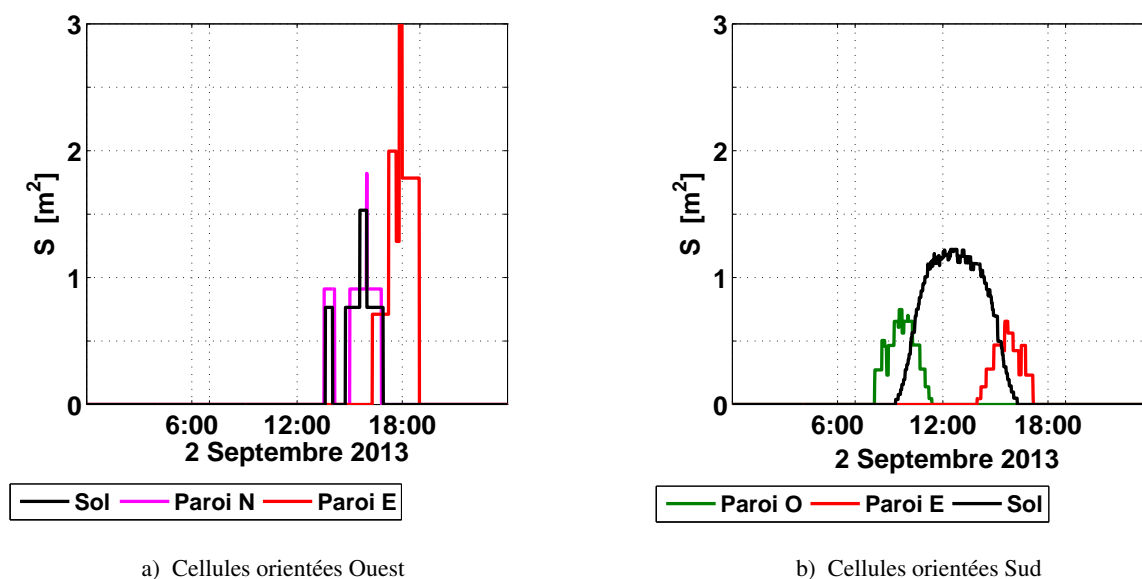 3
2
1
0
S [m²]
6:00 12:00 18:00
2 Septembre 2013
Sol Paroi N Paroi E
a) Cellules orientées Ouest
3
2
1
0
S [m²]
6:00 12:00 18:00
2 Septembre 2013
Paroi O Paroi E Sol
b) Cellules orientées Sud